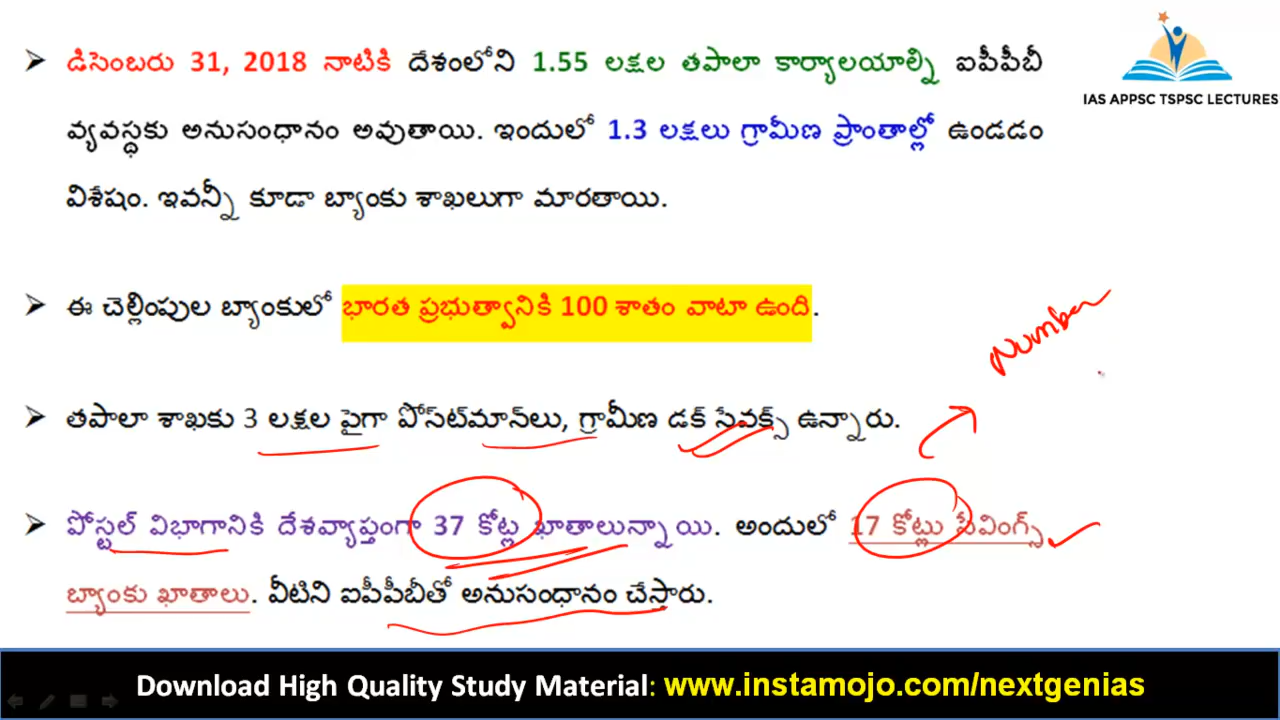 ➢ డిసెంబరు 31, 2018 నాటికి దేశంలోని 1.55 లక్షల తపాలా కార్యాలయాల్ని ఐపీపీబీ
వ్యవస్థకు అనుసంధానం అవుతాయి. ఇందులో 1.3 లక్షలు గ్రామీణ ప్రాంతాల్లో ఉండడం
విశేషం. ఇవన్నీ కూడా బ్యాంకు శాఖలుగా మారతాయి.
IAS APPSC TSPSC LECTURES
➢ ఈ చెల్లింపుల బ్యాంకులో భారత ప్రభుత్వానికి 100 శాతం వాటా ఉంది.
Number
➢ తపాలా శాఖకు 3 లక్షల పైగా పోస్ట్‌మాన్‌లు, గ్రామీణ డక్ సేవక్స్ ఉన్నారు.
➢ పోస్టల్ విభాగానికి దేశవ్యాప్తంగా 37 కోట్ల ఖాతాలున్నాయి. అందులో 17 కోట్లు సేవింగ్స్
బ్యాంకు ఖాతాలు. వీటిని ఐపీపీబీతో అనుసంధానం చేస్తారు.
Download High Quality Study Material: www.instamojo.com/nextgenias